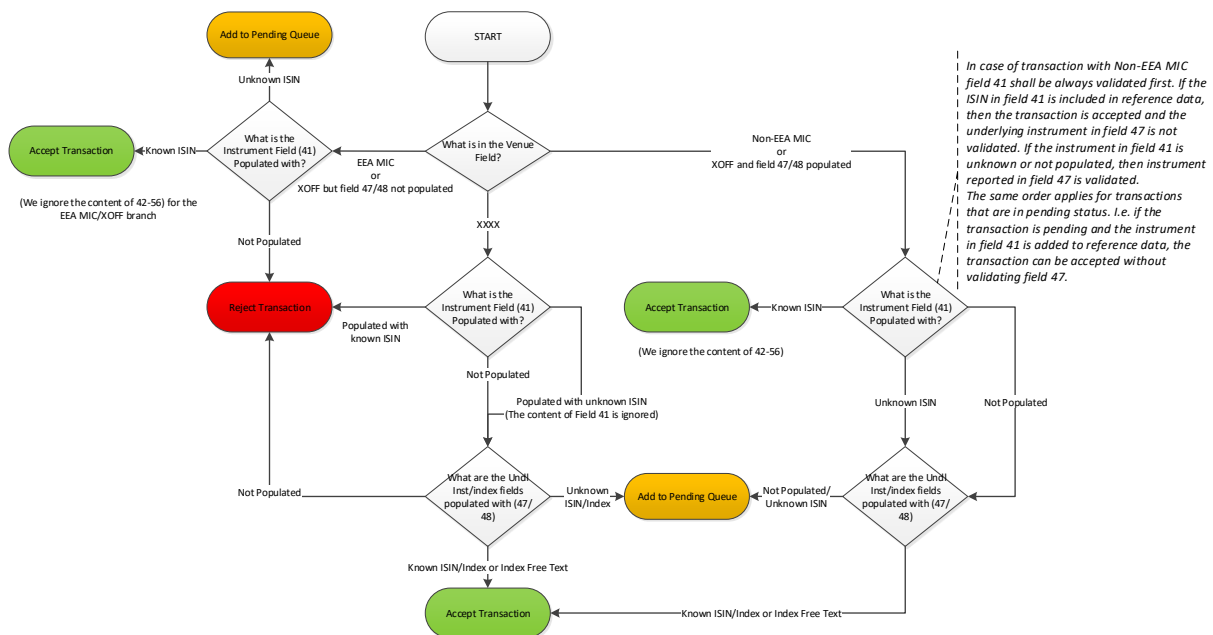 Add to Pending Queue
START
Unknown ISIN
In case of transaction with Non-EEA MIC
field 41 shall be always validated first. If the
ISIN in field 41 is included in reference data,
then the transaction is accepted and the
underlying instrument in field 47 is not
validated. If the instrument in field 41 is
unknown or not populated, then instrument
reported in field 47 is validated.
The same order applies for transactions
that are in pending status. I.e. if the
transaction is pending and the instrument
in field 41 is added to reference data, the
transaction can be accepted without
validating field 47.
Accept Transaction
Known ISIN
What is the
Instrument Field (41)
Populated with?
EEA MIC
or
XOFF but field 47/48 not populated
What is in the Venue
Field?
Non-EEA MIC
or
XOFF and field 47/48 populated
(We ignore the content of 42-56) for the
EEA MIC/XOFF branch
Not Populated
XXXX
Reject Transaction
Populated with
known ISIN
What is the
Instrument Field (41)
Populated with?
Accept Transaction
Known ISIN
What is the
Instrument Field (41)
Populated with?
(We ignore the content of 42-56)
Not Populated
Populated with unknown ISIN
(The content of Field 41 is ignored)
Unknown ISIN
Not Populated
Not Populated
What are the Undl
Inst/index fields
populated with (47/
48)
Unknown
ISIN/Index
Add to Pending Queue
Not Populated/
Unknown ISIN
What are the Undl
Inst/index fields
populated with (47/
48)
Known ISIN/Index or Index Free Text
Accept Transaction
Known ISIN/Index or Index Free Text